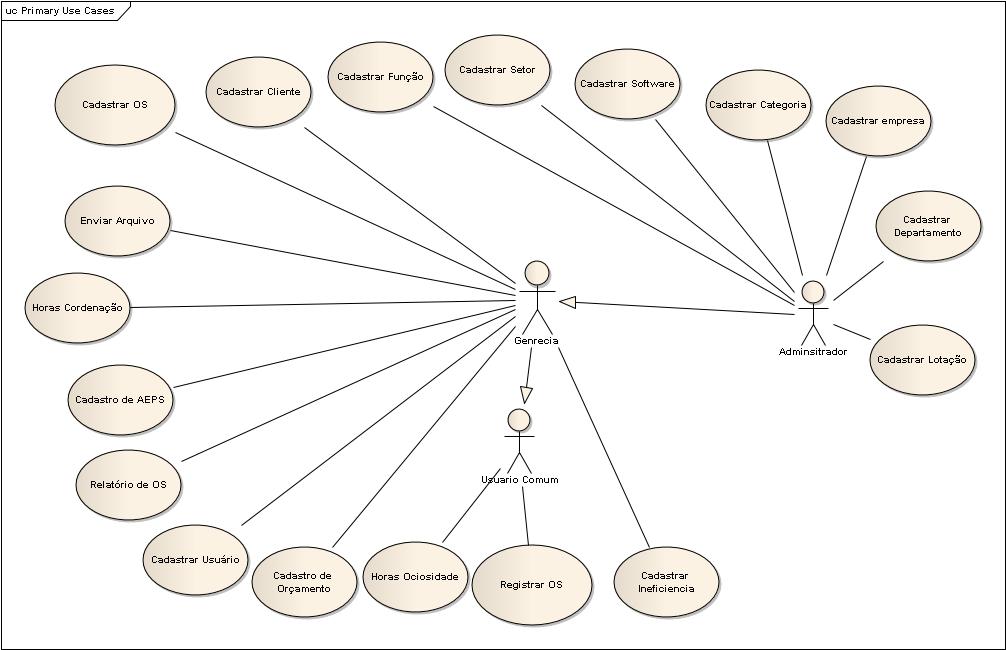 uc Primary Use Cases
Cadastrar OS
Cadastrar Cliente
Cadastrar Função
Cadastrar Setor
Cadastrar Software
Cadastrar Categoria
Cadastrar empresa
Enviar Arquivo
Cadastrar
Departamento
Horas Cordenação
Genrecia
Adminsitrador
Cadastrar Lotação
Cadastro de AEPS
Relatório de OS
Usuario Comum
Cadastrar Usuário
Cadastro de
Orçamento
Horas Ociosidade
Registrar OS
Cadastrar
Ineficiencia